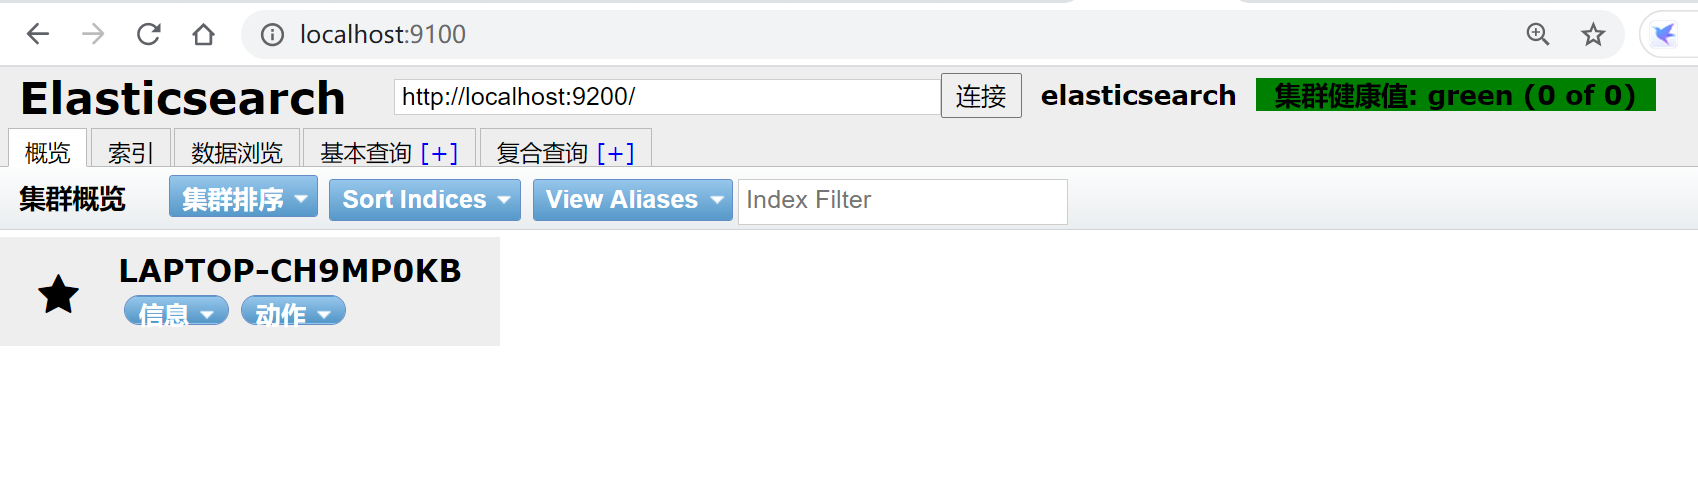 localhost:9100
Elasticsearch http://localhost:9200/ 连接 elasticsearch 集群健康值: green (0 of 0)
概览 索引 数据浏览 基本查询 [+] 复合查询 [+]
集群概览 集群排序 Sort Indices View Aliases Index Filter
LAPTOP-CH9MP0KB
信息 动作